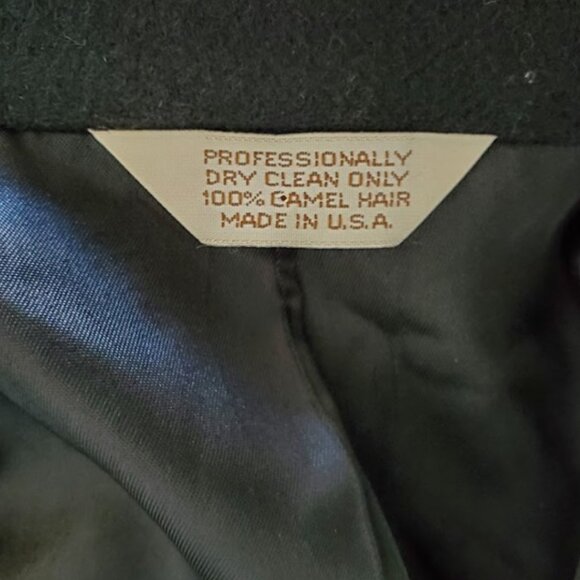 PROFESSIONALLY
DRY CLEAN ONLY
100% CAMEL HAIR
MADE IN U.S.A.